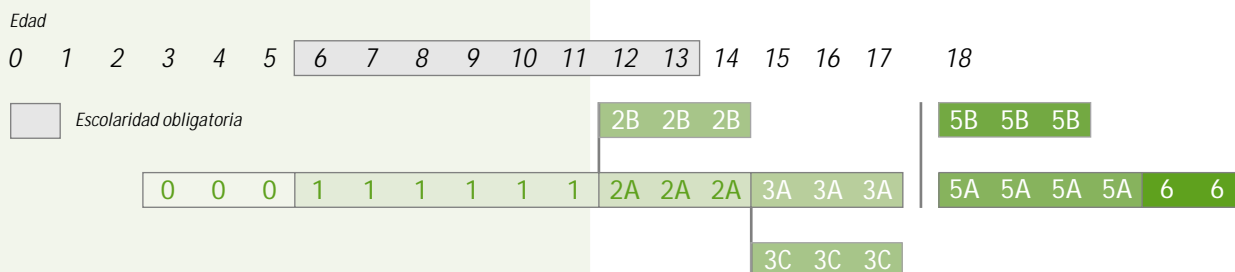 Edad
0 1 2 3 4 5 6 7 8 9 10 11 12 13 14 15 16 17 18
Escolaridad obligatoria
2B 2B 2B 5B 5B 5B
0 0 0 1 1 1 1 1 1 2A 2A 2A 3A 3A 3A 5A 5A 5A 5A 6 6
3C 3C 3C